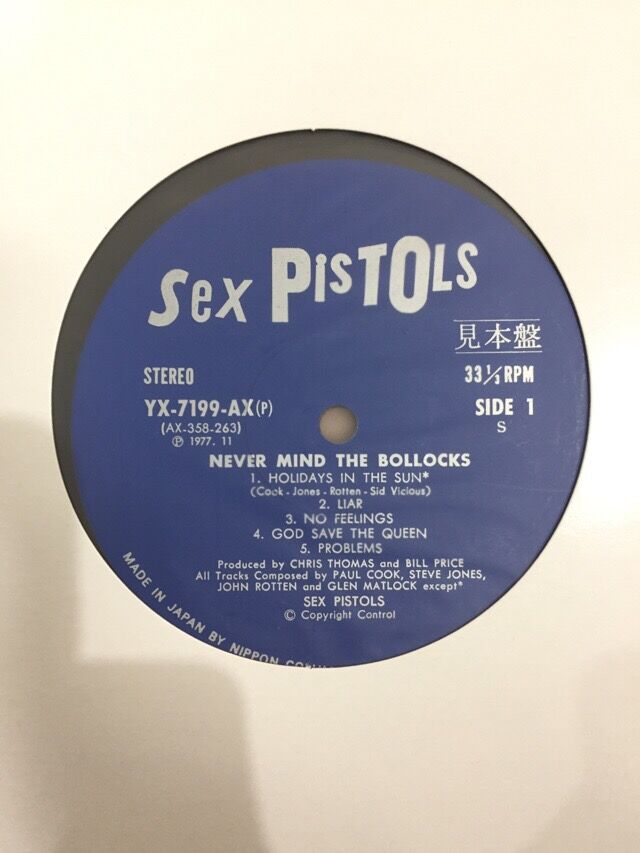 Sex PisTOLs
見本盤
STEREO
33 1/3 RPM
YX-7199-AX(P)
SIDE 1
(AX-358-263)
S
Ⓟ 1977. 11
NEVER MIND THE BOLLOCKS
1. HOLIDAYS IN THE SUN*
(Cook - Jones - Rotten - Sid Vicious)
2. LIAR
3. NO FEELINGS
4. GOD SAVE THE QUEEN
5. PROBLEMS
Produced by CHRIS THOMAS and BILL PRICE
All Tracks Composed by PAUL COOK, STEVE JONES,
JOHN ROTTEN and GLEN MATLOCK except*
SEX PISTOLS
© Copyright Control
MADE IN JAPAN BY NIPPON